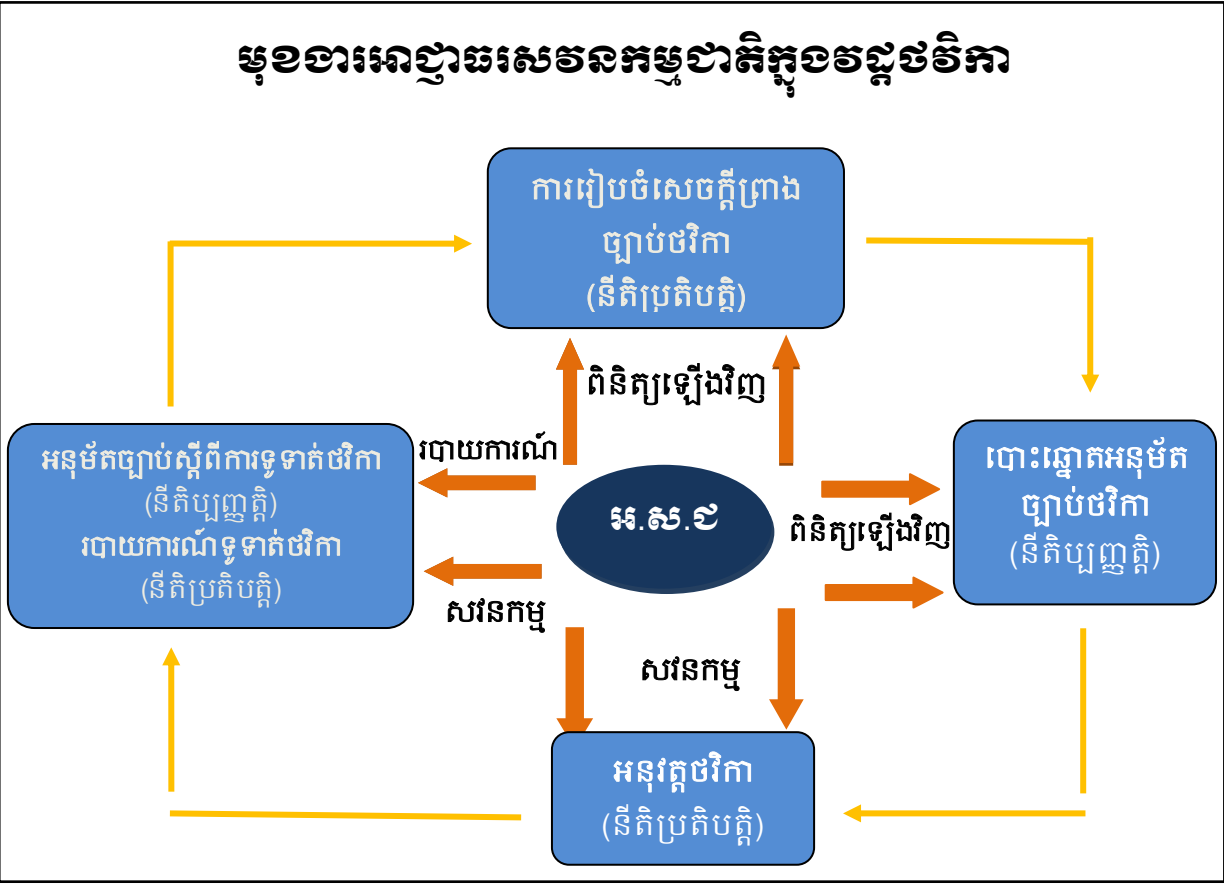 មុខងារអាជ្ញាធរសវនកម្មជាតិក្នុងវដ្តថវិកា
ការរៀបចំសេចក្តីព្រាង
ច្បាប់ថវិកា
(នីតិប្រតិបត្តិ)
ពិនិត្យឡើងវិញ
របាយការណ៍
អនុម័តច្បាប់ស្តីពីការទូទាត់ថវិកា
(នីតិប្បញ្ញត្តិ)
របាយការណ៍ទូទាត់ថវិកា
(នីតិប្រតិបត្តិ)
អ.ស.ជ
ពិនិត្យឡើងវិញ
បោះឆ្នោតអនុម័ត
ច្បាប់ថវិកា
(នីតិប្បញ្ញត្តិ)
សវនកម្ម
សវនកម្ម
អនុវត្តថវិកា
(នីតិប្រតិបត្តិ)